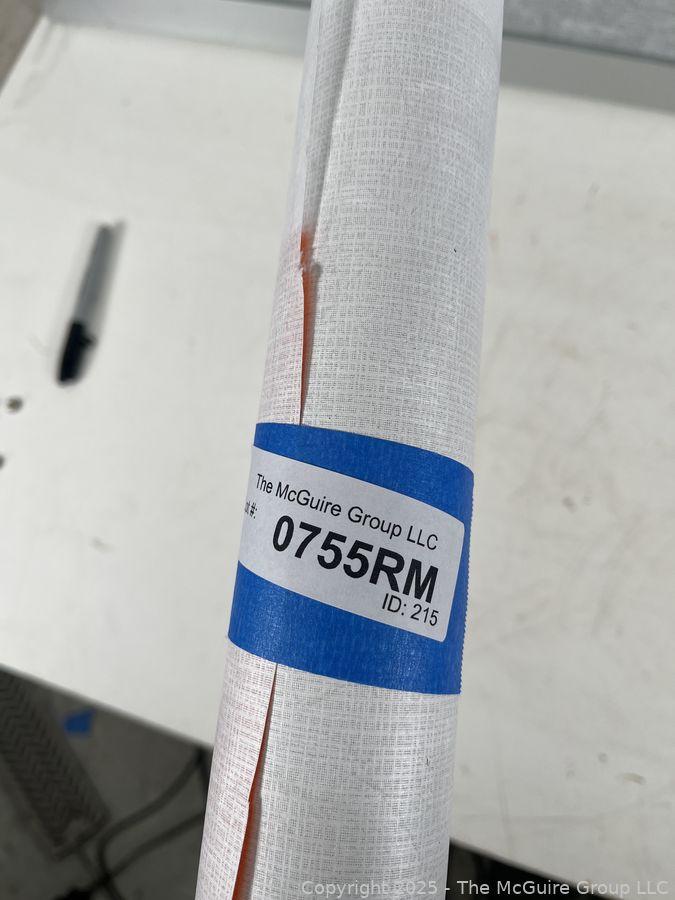 The McGuire Group LLC
#:
0755RM
ID: 215
Copyright 2025 - The McGuire Group LLC